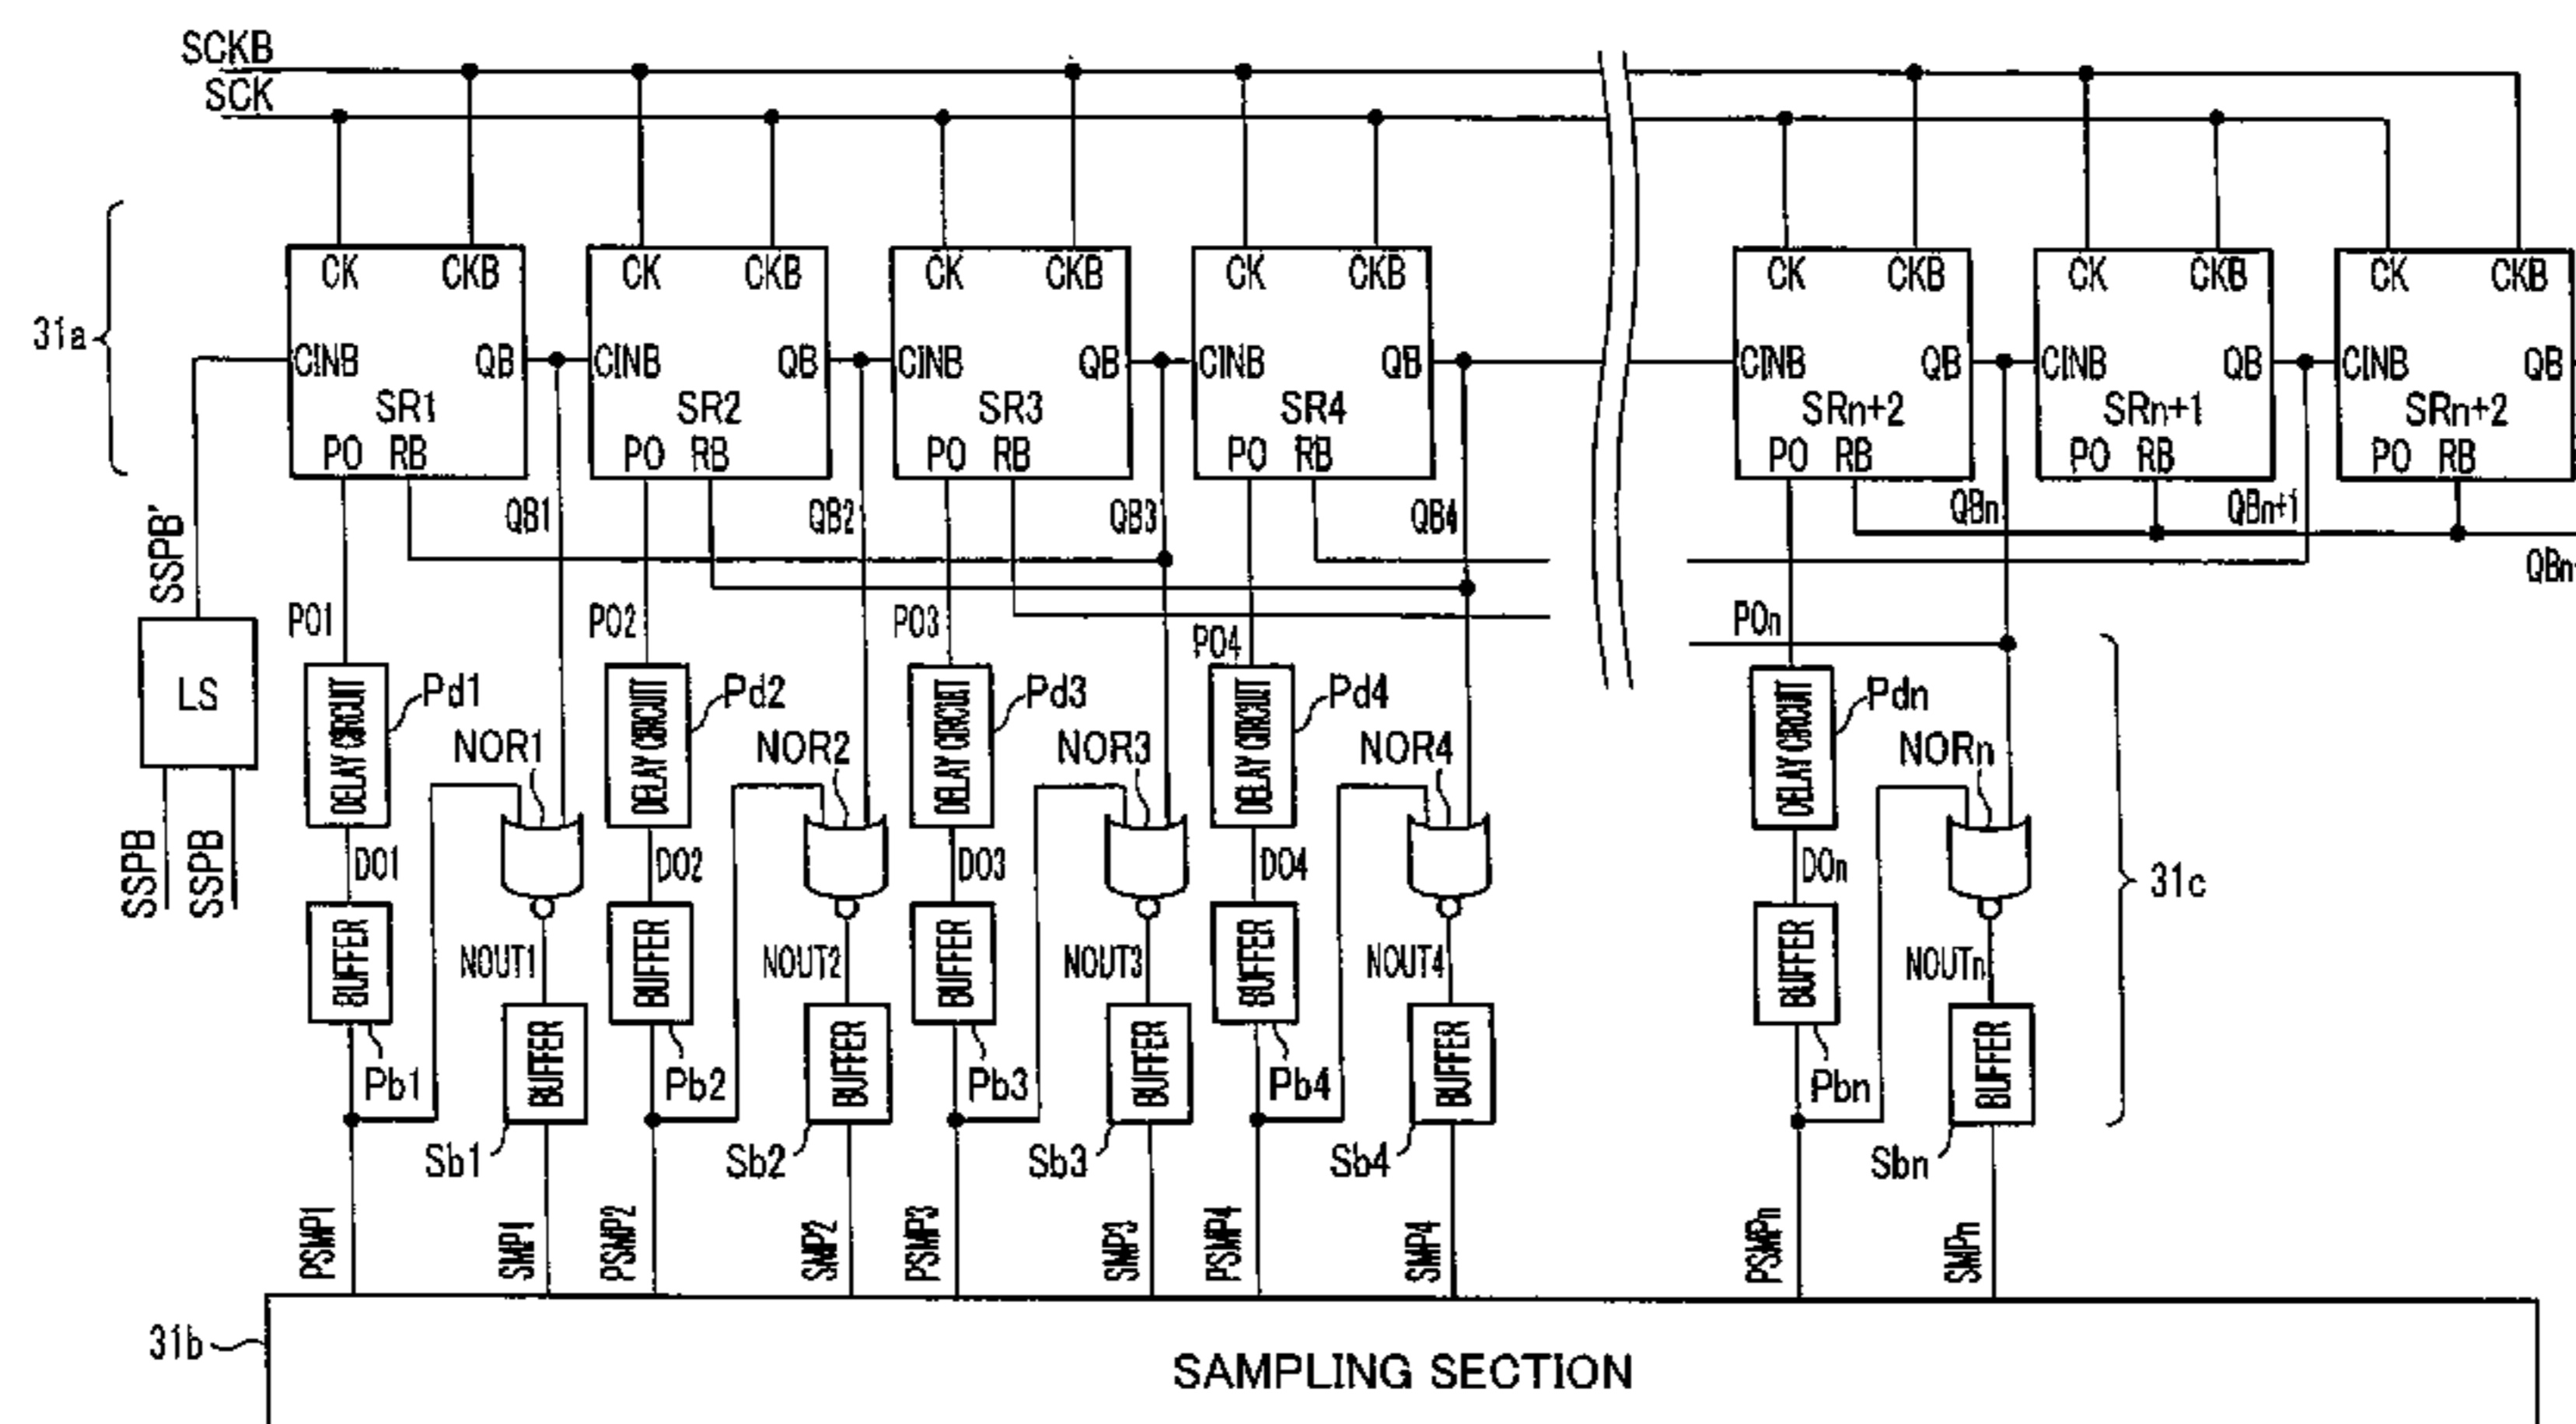 SCKB
SCK
CK CKB CK CKB CK CKB CK CKB CK CKB CK CKB CK CKB
31a
CINB QB CINB QB CINB QB CINB QB CINB QB CINB QB CINB QB
SR1 SR2 SR3 SR4 SRn+2 SRn+1 SRn+2
PO RB PO RB PO RB PO RB PO RB PO RB PO RB
QB1 QB2 QB3 QB4 QBn QBn+1
QBn
SSPB'
PO1 PO2 PO3 PO4 POn
LS
DELAY CIRCUIT DELAY CIRCUIT DELAY CIRCUIT DELAY CIRCUIT DELAY CIRCUIT
Pd1 Pd2 Pd3 Pd4 Pdn
NOR1 NOR2 NOR3 NOR4 NORn
SSPB SSPB
DO1 DO2 DO3 DO4 DOn
31c
BUFFER BUFFER BUFFER BUFFER BUFFER
NOUT1 NOUT2 NOUT3 NOUT4 NOUTn
BUFFER BUFFER BUFFER BUFFER BUFFER
Pb1 Pb2 Pb3 Pb4 Pbn
Sb1 Sb2 Sb3 Sb4 Sbn
PSMP1 SMP1 PSMP2 SMP2 PSMP3 SMP3 PSMP4 SMP4 PSMPn SMPn
31b
SAMPLING SECTION